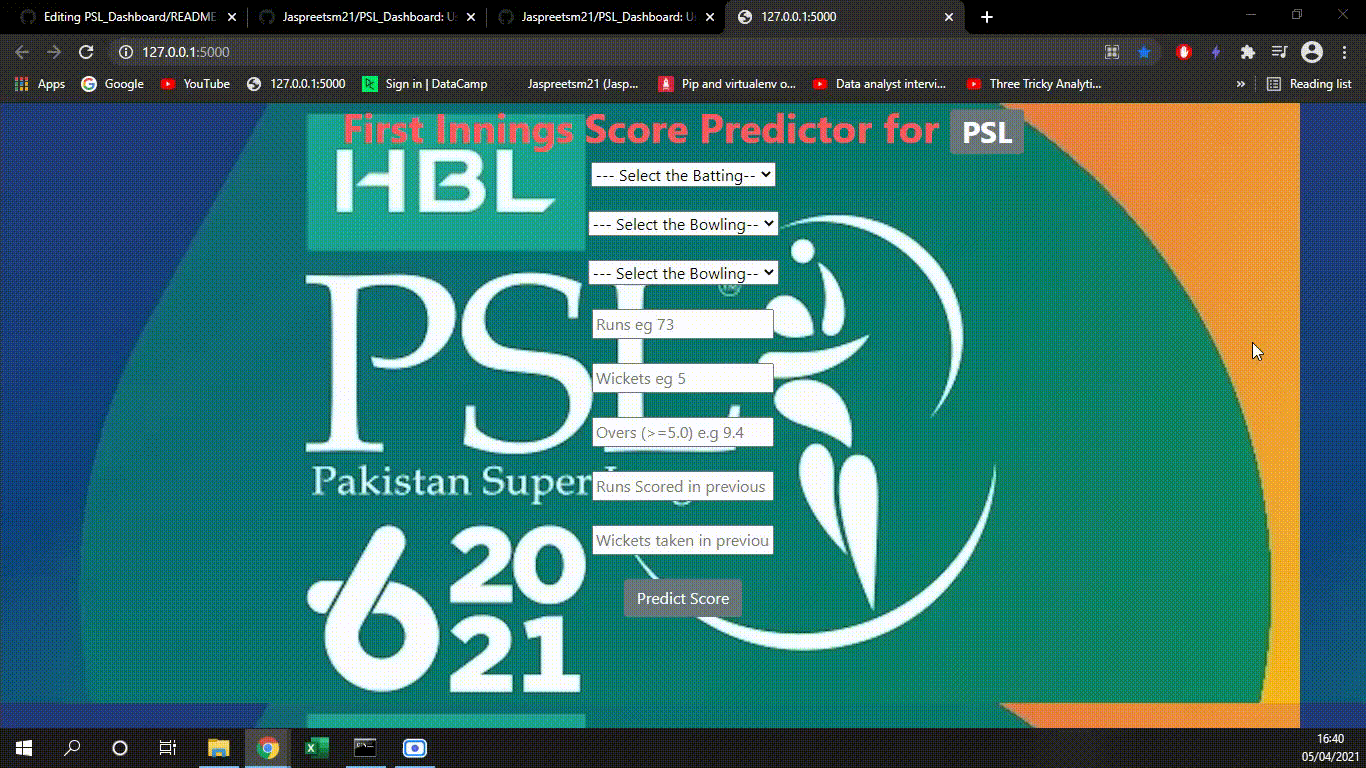 Editing PSL_Dashboard/README
Jaspreetsm21/PSL_Dashboard: U
Jaspreetsm21/PSL_Dashboard: U
127.0.0.1:5000
127.0.0.1:5000
Apps
Google
YouTube
127.0.0.1:5000
Sign in | DataCamp
Jaspreetsm21 (Jasp...
Pip and virtualenv o...
Data analyst intervi...
Three Tricky Analyti...
»
Reading list
First Innings Score Predictor for PSL
HBL
--- Select the Batting--
--- Select the Bowling--
--- Select the Bowling--
PSL
TM
Runs eg 73
Wickets eg 5
Overs (>=5.0) e.g 9.4
Pakistan Super
Runs Scored in previous
Wickets taken in previou
6
20
21
Predict Score
16:40
05/04/2021